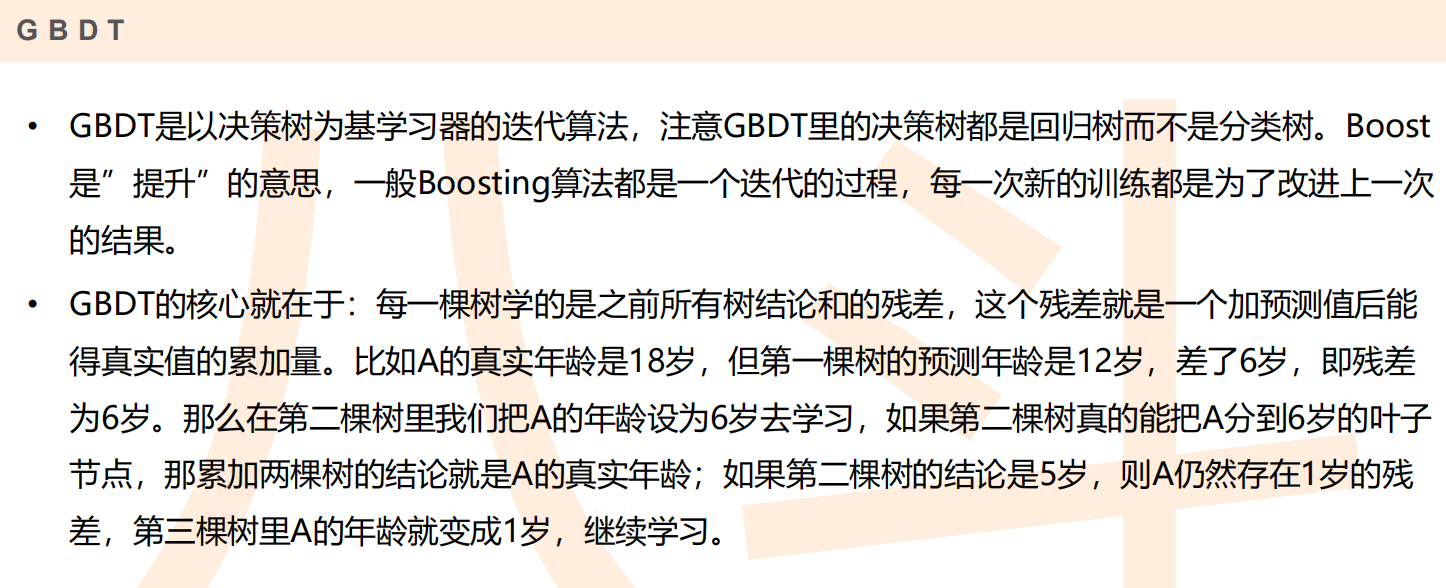 GBDT
• GBDT是以决策树为基学习器的迭代算法，注意GBDT里的决策树都是回归树而不是分类树。Boost
是”提升”的意思，一般Boosting算法都是一个迭代的过程，每一次新的训练都是为了改进上一次
的结果。
• GBDT的核心就在于：每一棵树学的是之前所有树结论和的残差，这个残差就是一个加预测值后能
得真实值的累加量。比如A的真实年龄是18岁，但第一棵树的预测年龄是12岁，差了6岁，即残差
为6岁。那么在第二棵树里我们把A的年龄设为6岁去学习，如果第二棵树真的能把A分到6岁的叶子
节点，那累加两棵树的结论就是A的真实年龄；如果第二棵树的结论是5岁，则A仍然存在1岁的残
差，第三棵树里A的年龄就变成1岁，继续学习。
八斗